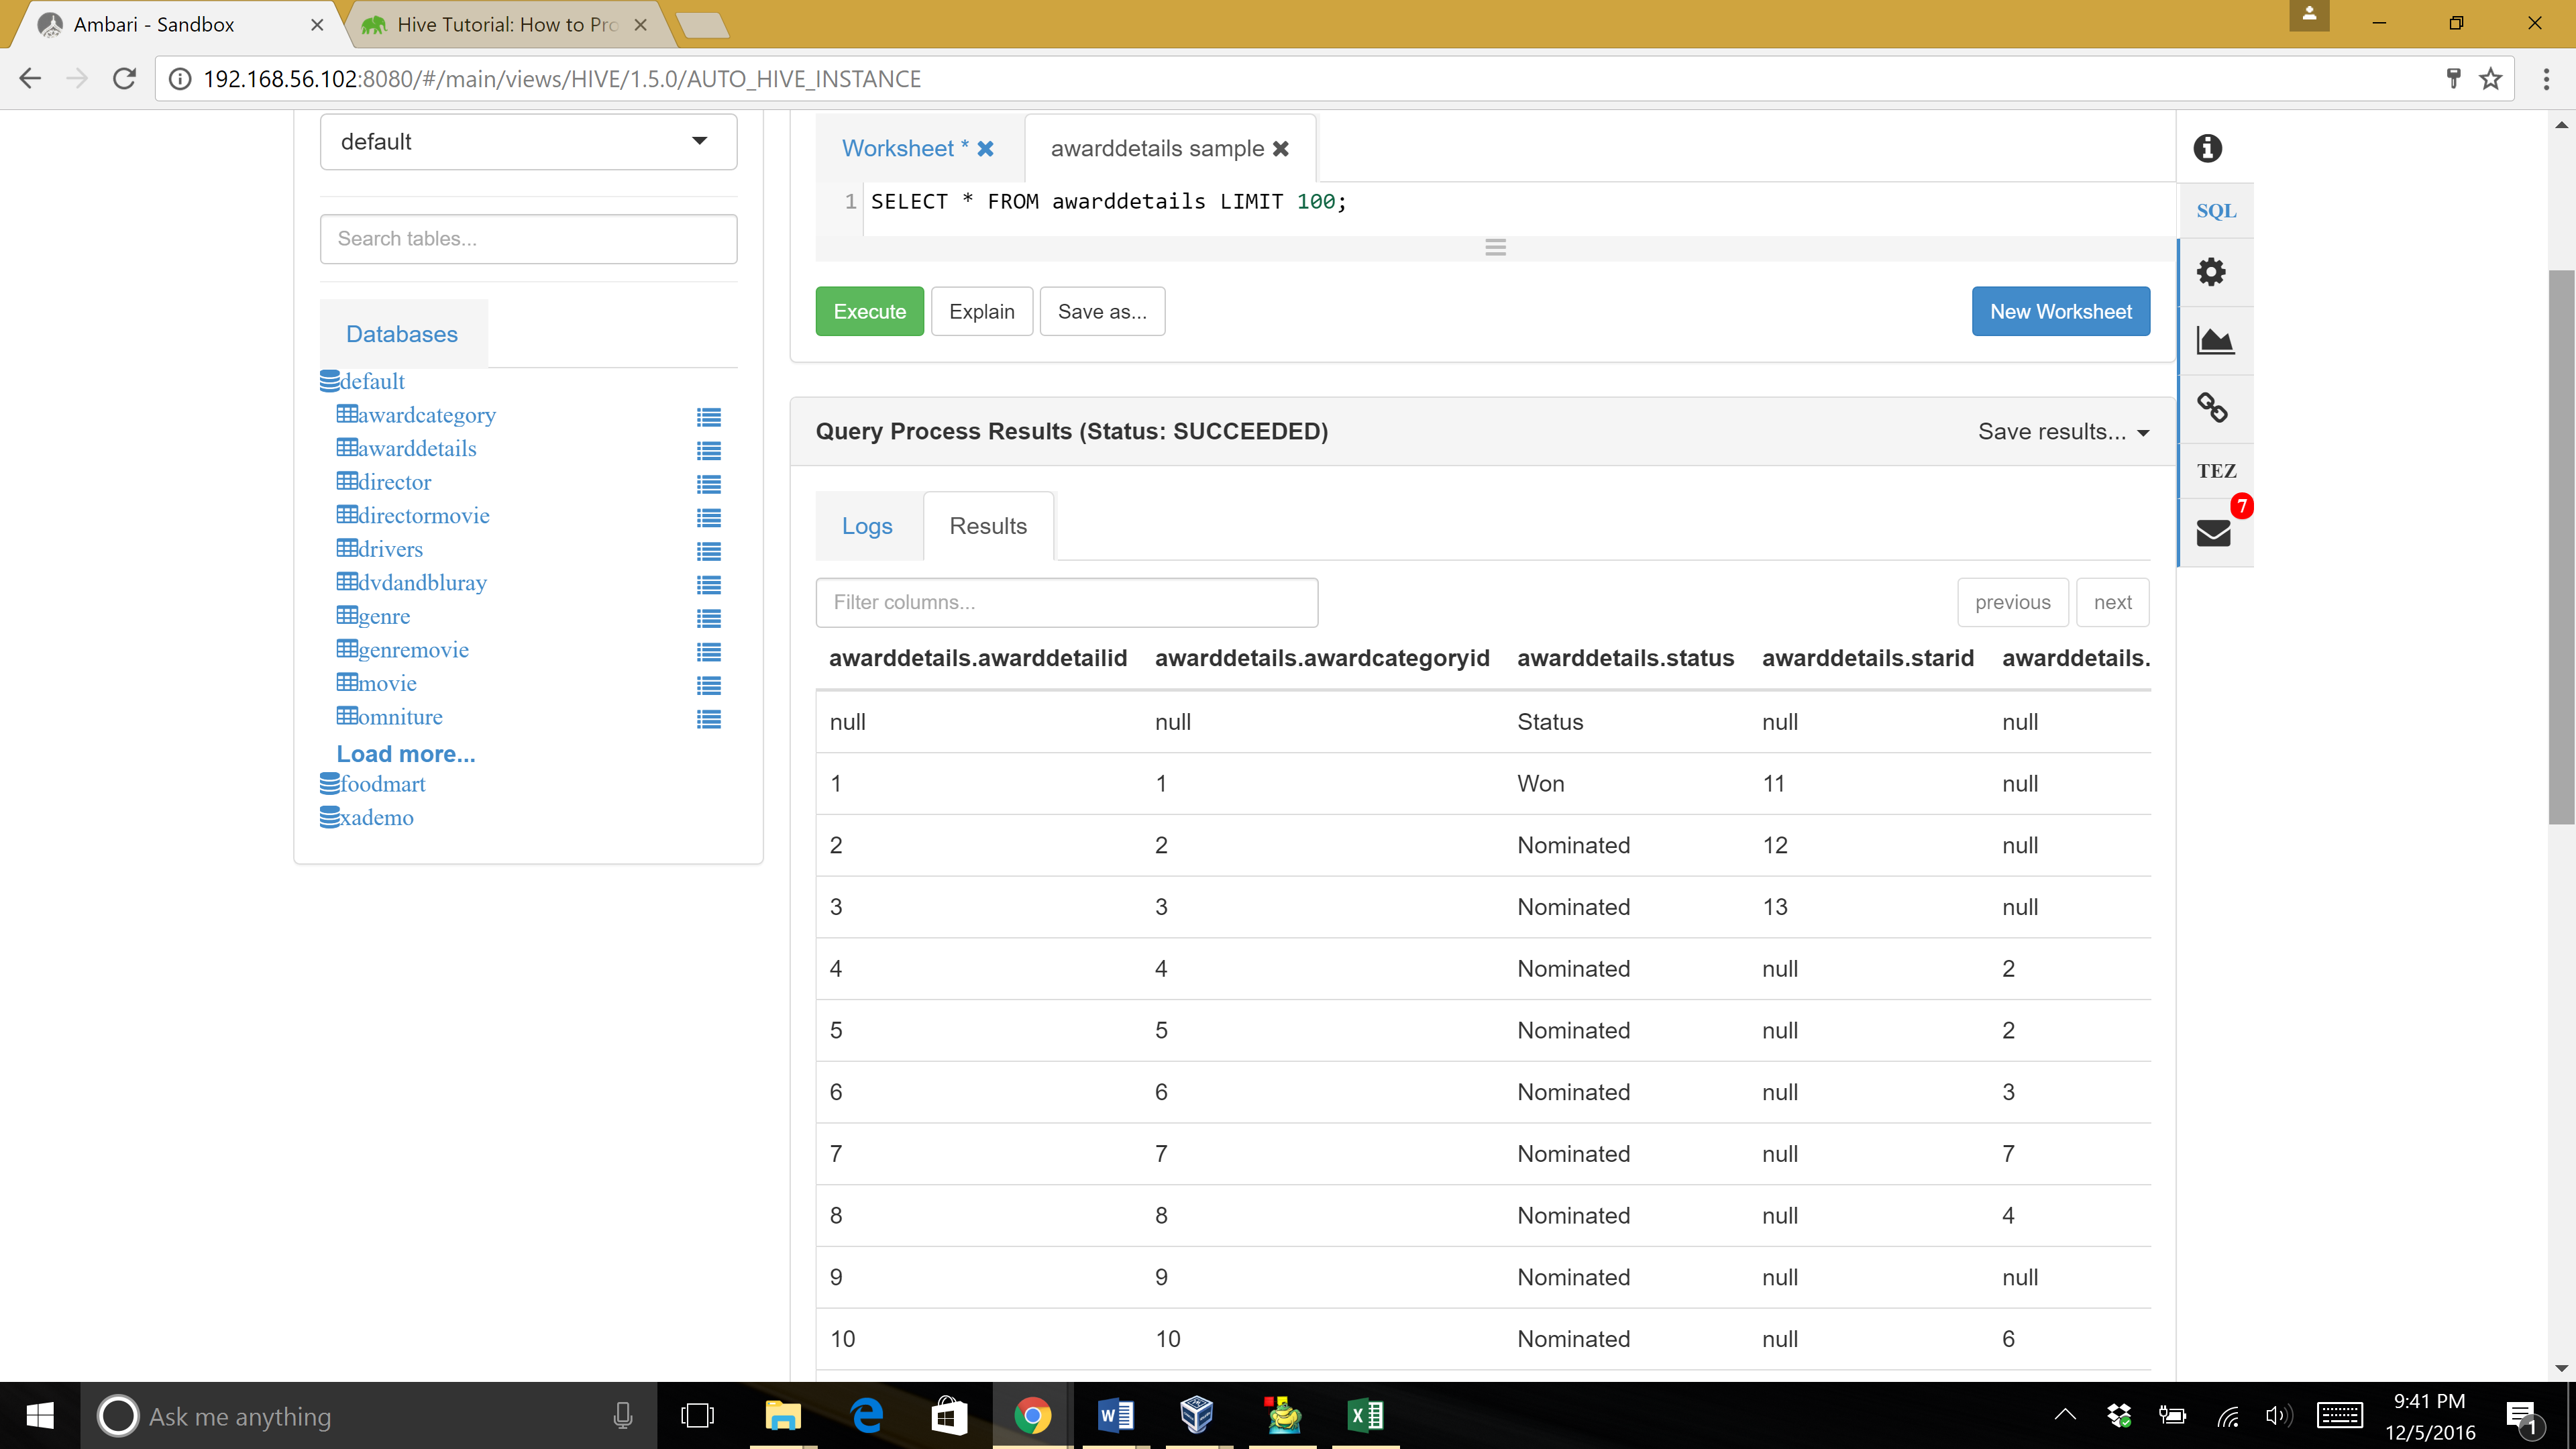 Ambari - Sandbox
Hive Tutorial: How to Pro
192.168.56.102:8080/#/main/views/HIVE/1.5.0/AUTO_HIVE_INSTANCE
default
Search tables...
Databases
default
awardcategory
awarddetails
director
directormovie
drivers
dvdandbluray
genre
genremovie
movie
omniture
Load more...
foodmart
xademo
Worksheet *
awarddetails sample
1 SELECT * FROM awarddetails LIMIT 100;
Execute Explain Save as... New Worksheet
Query Process Results (Status: SUCCEEDED) Save results...
Logs Results
Filter columns... previous next
awarddetails.awarddetailid awarddetails.awardcategoryid awarddetails.status awarddetails.starid awarddetails.
null null Status null null
1 1 Won 11 null
2 2 Nominated 12 null
3 3 Nominated 13 null
4 4 Nominated null 2
5 5 Nominated null 2
6 6 Nominated null 3
7 7 Nominated null 7
8 8 Nominated null 4
9 9 Nominated null null
10 10 Nominated null 6
SQL
TEZ
7
Ask me anything
9:41 PM
12/5/2016
1